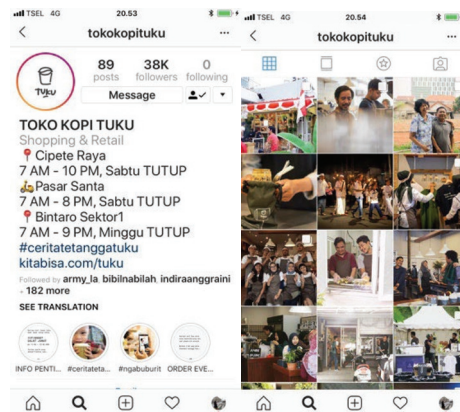 TSEL 4G 20.53
tokokopituku
TUKU
89 38K 0
posts followers following
Message
TOKO KOPI TUKU
Shopping & Retail
Cipete Raya
7 AM - 10 PM, Sabtu TUTUP
Pasar Santa
7 AM - 8 PM, Sabtu TUTUP
Bintaro Sektor1
7 AM - 9 PM, Minggu TUTUP
#ceritatetanggatuku
kitabisa.com/tuku
Followed by army_la, bibilnabilah, indiraanggraini
+ 182 more
SEE TRANSLATION
INFO PENTI... #ceritateta... #ngabuburit ORDER EVE...
TSEL 4G 20.54
tokokopituku